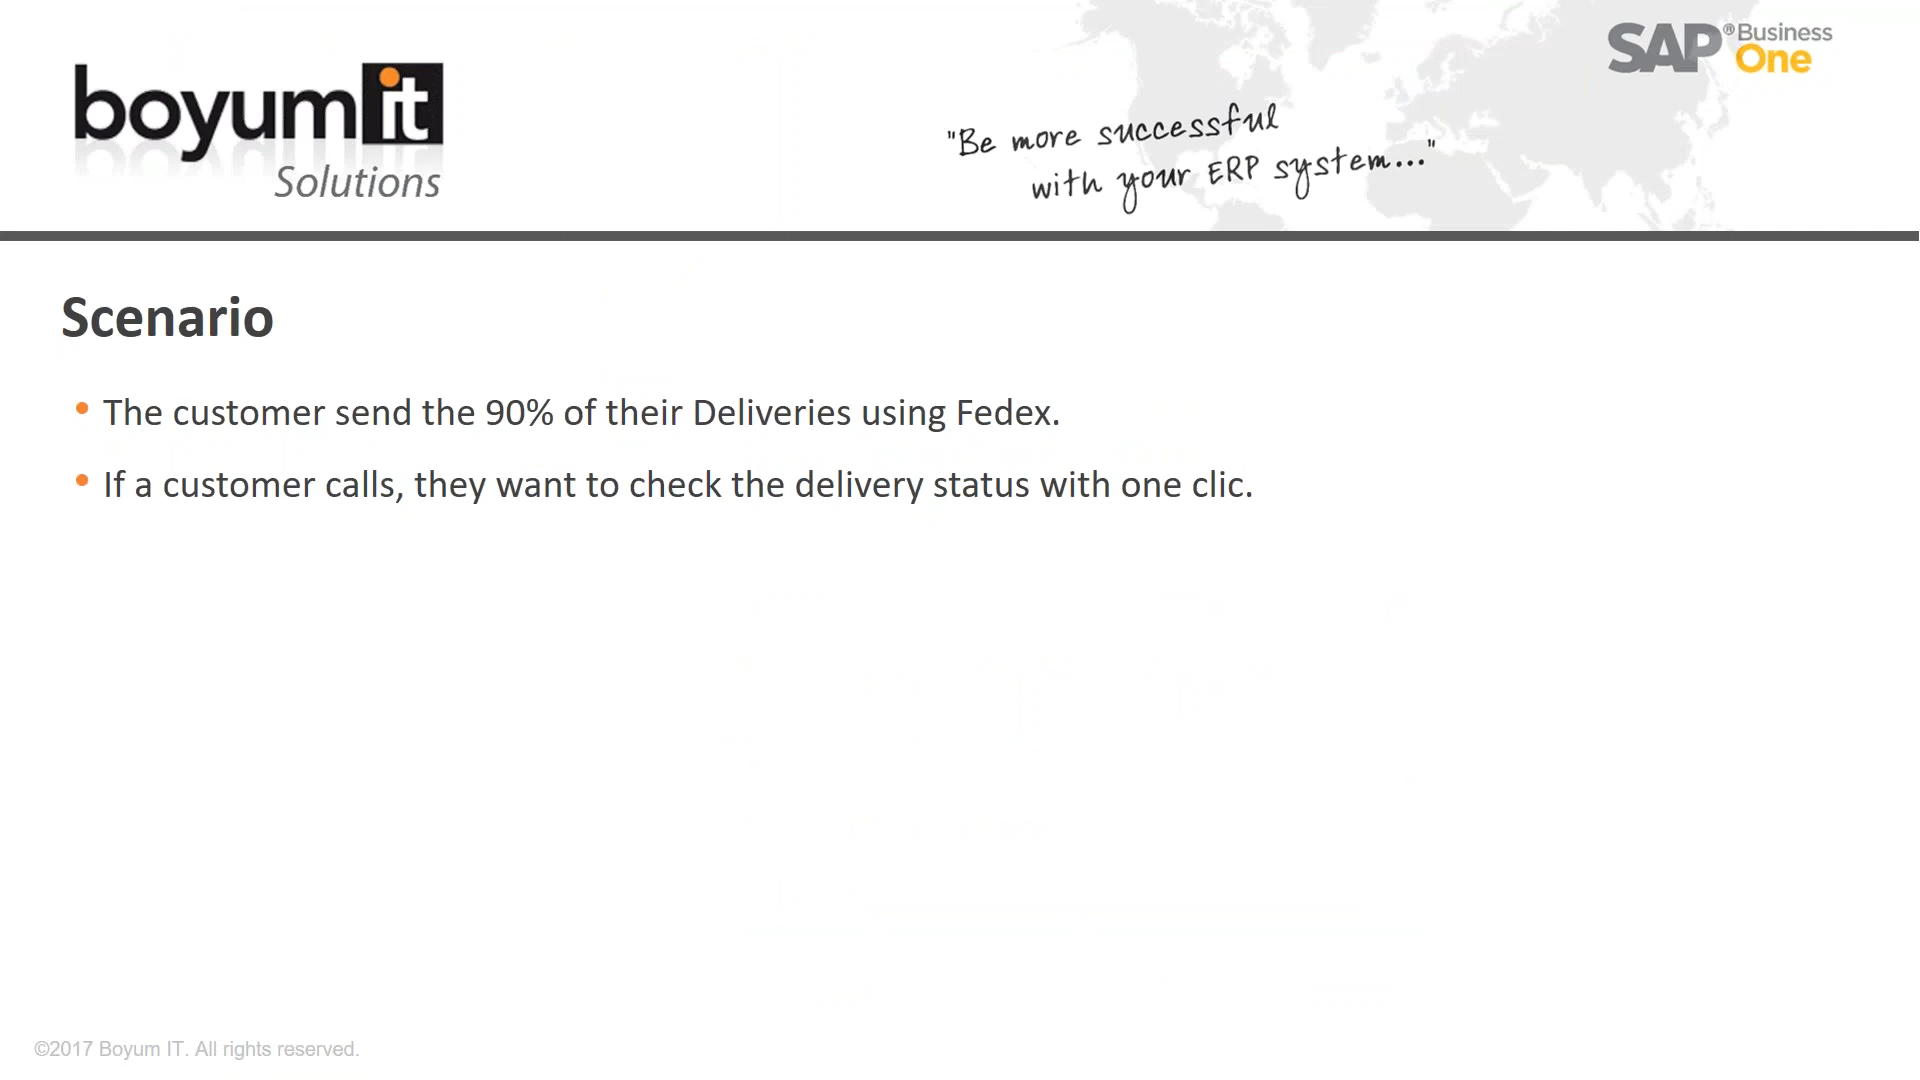 boyum it
Solutions
"Be more successful
with your ERP system..."
SAP® Business
One
Scenario
• The customer send the 90% of their Deliveries using Fedex.
• If a customer calls, they want to check the delivery status with one clic.
©2017 Boyum IT. All rights reserved.